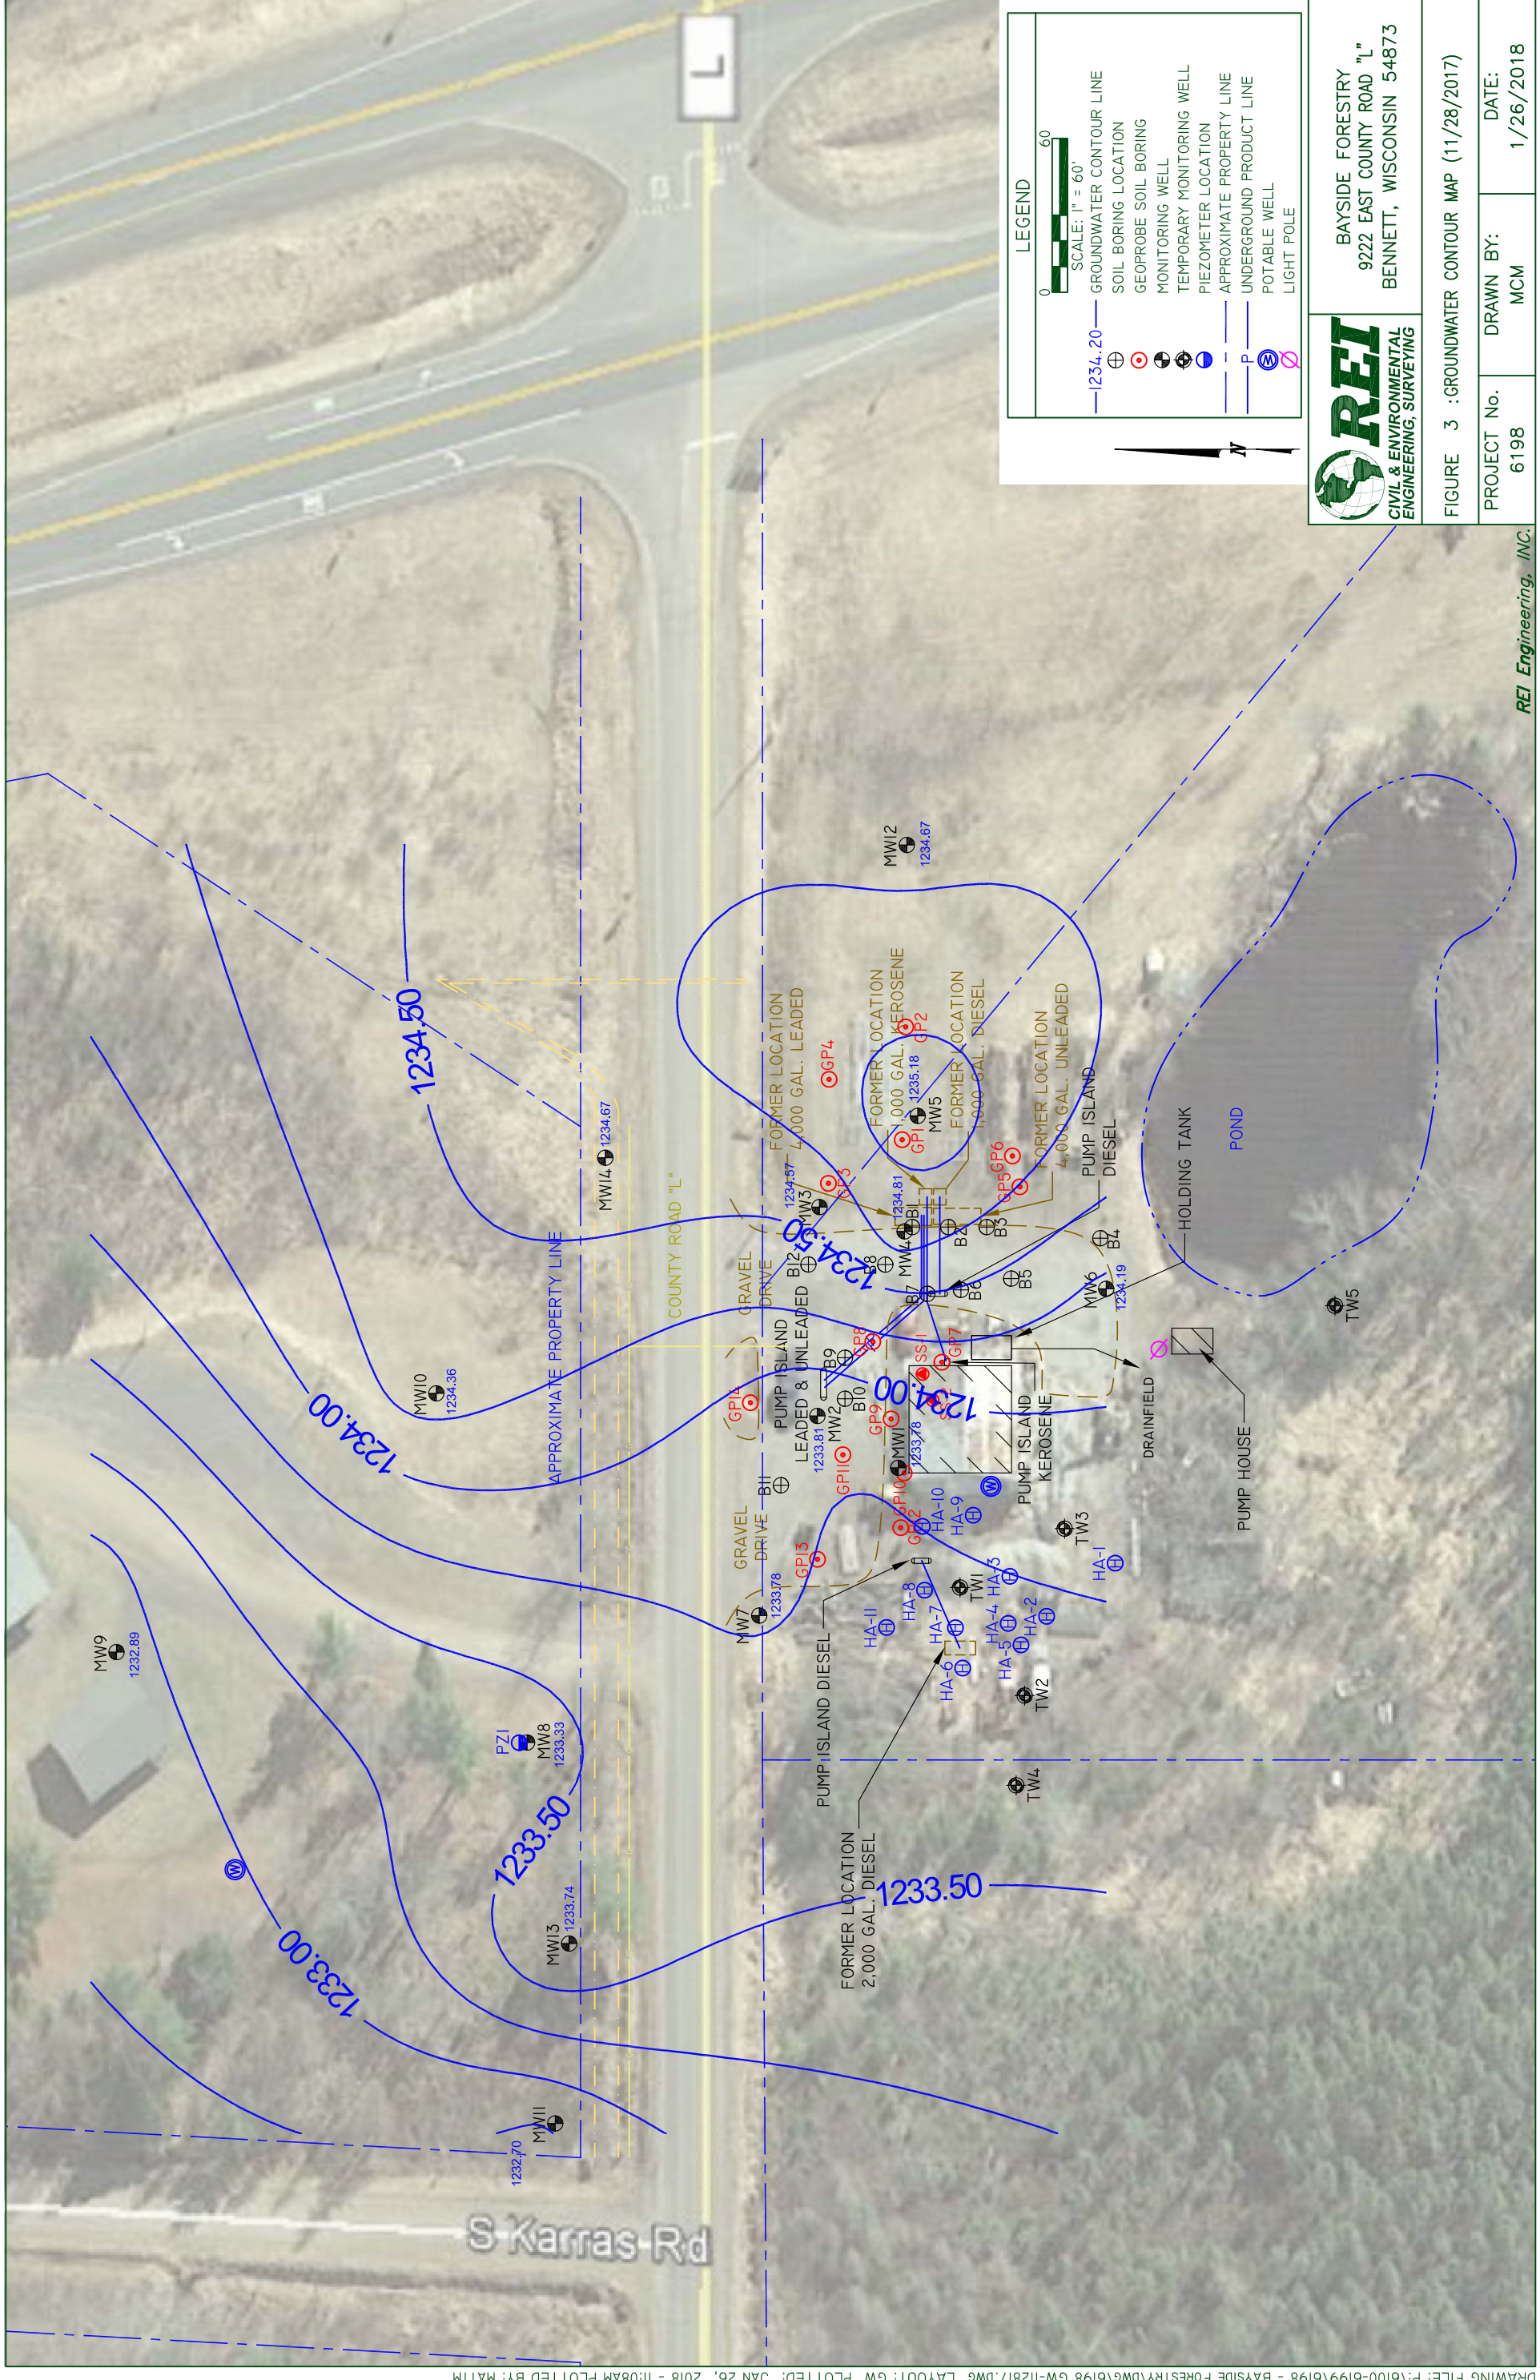 L
LEGEND
0 60
SCALE: 1" = 60'
1234.20 GROUNDWATER CONTOUR LINE
SOIL BORING LOCATION
GEOPROBE SOIL BORING
MONITORING WELL
TEMPORARY MONITORING WELL
PIEZOMETER LOCATION
APPROXIMATE PROPERTY LINE
P UNDERGROUND PRODUCT LINE
W POTABLE WELL
LIGHT POLE
N
REI
CIVIL & ENVIRONMENTAL
ENGINEERING, SURVEYING
BAYSIDE FORESTRY
9222 EAST COUNTY ROAD "L"
BENNETT, WISCONSIN 54873
FIGURE 3 :GROUNDWATER CONTOUR MAP (11/28/2017)
PROJECT No.
6198
DRAWN BY:
MCM
DATE:
1/26/2018
REI Engineering, INC.
MW9
1232.89
MW10
1234.36
1234.50
1234.00
MW14
1234.67
APPROXIMATE PROPERTY LINE
COUNTY ROAD "L"
PZ1
MW8
1233.33
W
1233.00
1233.50
MW13
1233.74
MW11
1232.70
S Karras Rd
MW7
1233.78
GRAVEL
DRIVE
GRAVEL
DRIVE
GP14
GP13
B11
PUMP ISLAND
LEADED & UNLEADED
MW2
1233.81
GP11
B10
B9
GP8
GP9
MW1
1233.78
GP10
GP12
SS-1
GP7
1234.00
B12
B8
B7
B6
B5
MW3
1234.57
GP3
GP4
MW4
1234.81
B1
B2
B3
B4
1234.50
FORMER LOCATION
4,000 GAL. LEADED
FORMER LOCATION
1,000 GAL. KEROSENE
FORMER LOCATION
1,000 GAL. DIESEL
FORMER LOCATION
4,000 GAL. UNLEADED
GP1
GP2
MW5
1235.18
GP5
GP6
MW12
1234.67
MW6
1234.19
PUMP ISLAND
DIESEL
HOLDING TANK
POND
TW5
PUMP HOUSE
DRAINFIELD
PUMP ISLAND
KEROSENE
W
HA-10
HA-9
HA-8
HA-11
HA-7
HA-6
HA-5
HA-4
HA-3
HA-2
HA-1
TW1
TW2
TW3
TW4
PUMP ISLAND DIESEL
FORMER LOCATION
2,000 GAL. DIESEL
1233.50